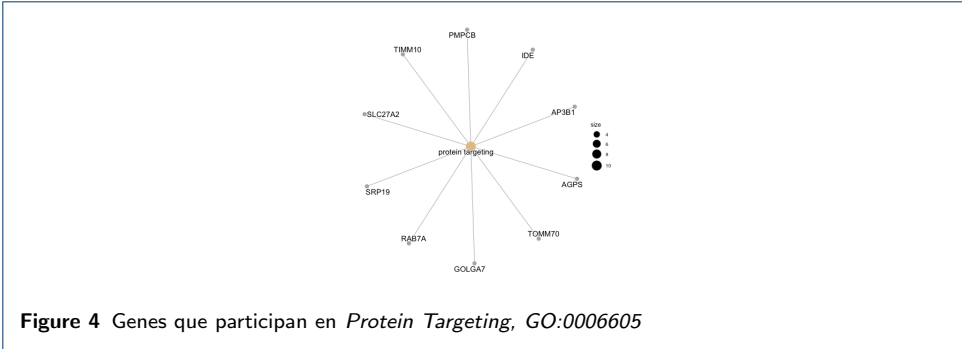 PMPCB
TIMM10
IDE
SLC27A2
AP3B1
size
4
6
8
10
protein targeting
AGPS
SRP19
TOMM70
RAB7A
GOLGA7
Figure 4 Genes que participan en Protein Targeting, GO:0006605